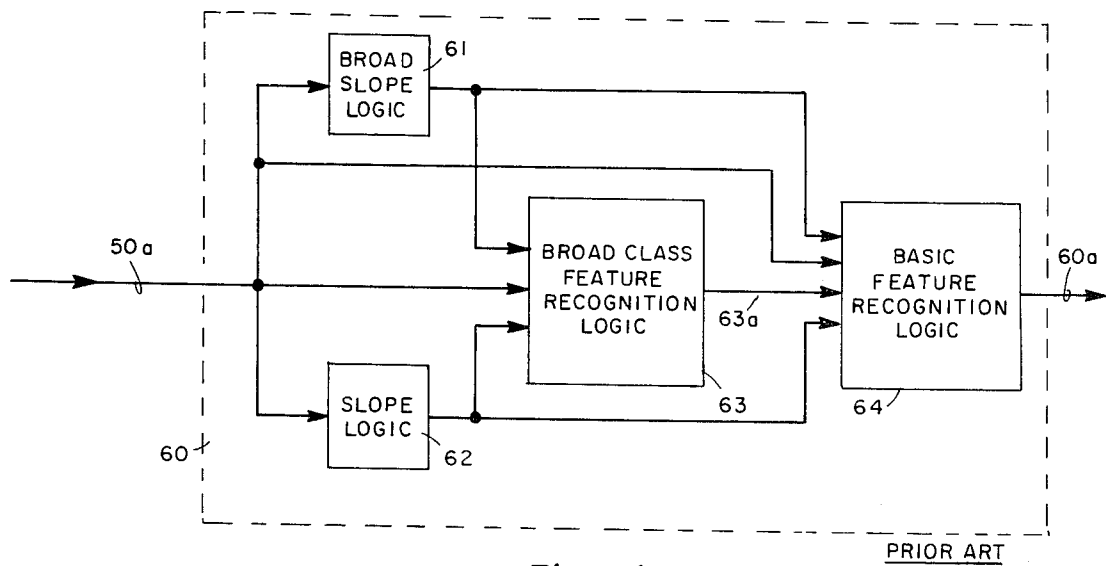 61
BROAD
SLOPE
LOGIC
50a
BROAD CLASS
FEATURE
RECOGNITION
LOGIC
63a
63
BASIC
FEATURE
RECOGNITION
LOGIC
64
60a
SLOPE
LOGIC
62
60
PRIOR ART